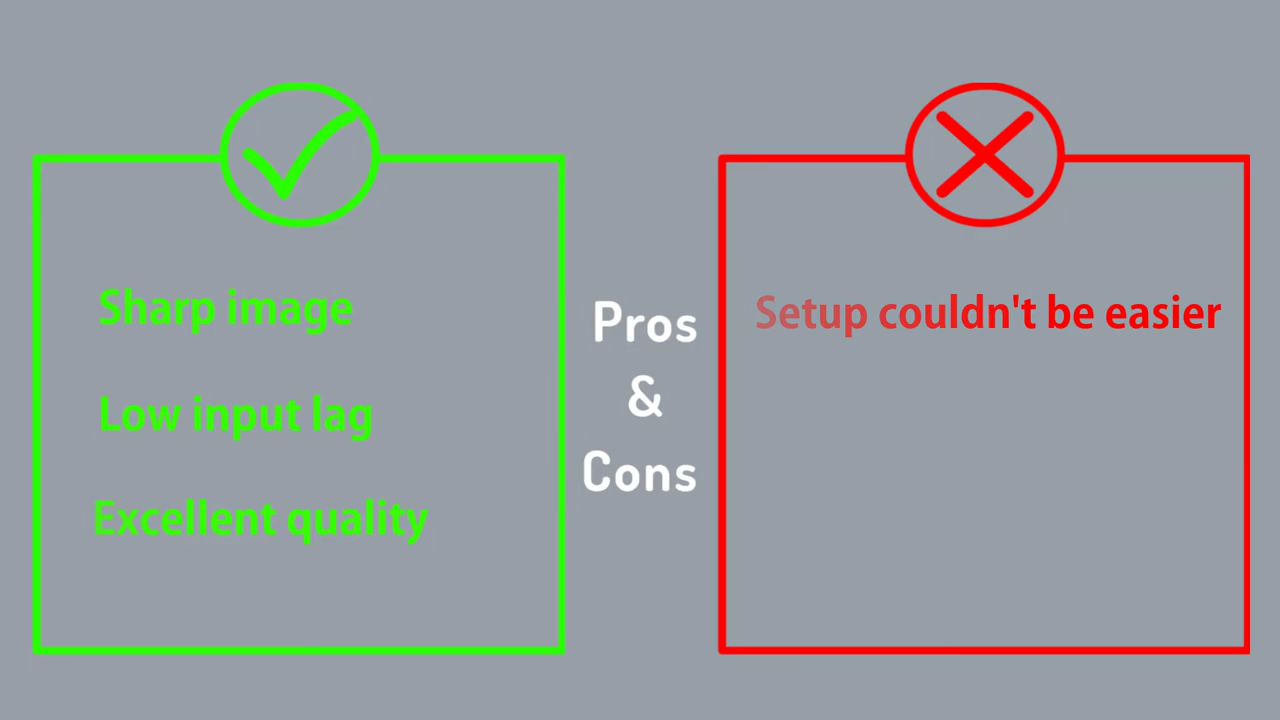 Sharp image
Low input lag
Excellent quality
Pros
&
Cons
Setup couldn't be easier